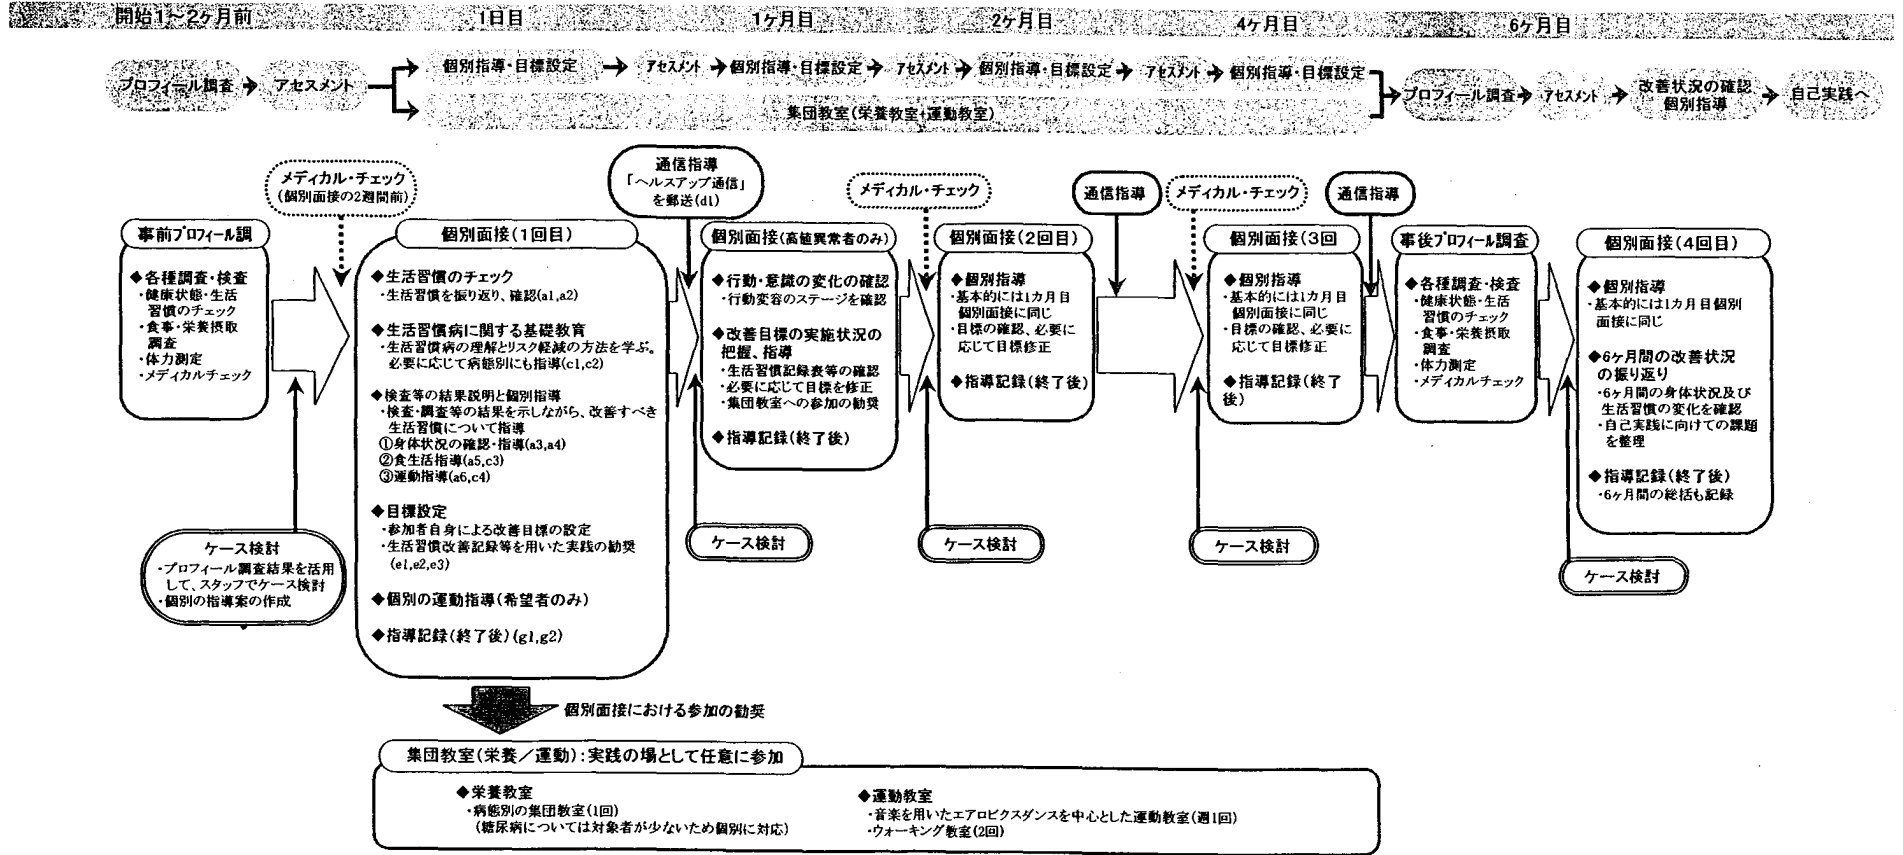 開始1～2ヶ月前
1日目
1ヶ月目
2ヶ月目
4ヶ月目
6ヶ月目
プロフィール調査
アセスメント
個別指導・目標設定
アセスメント
個別指導・目標設定
アセスメント
個別指導・目標設定
アセスメント
個別指導・目標設定
集団教室(栄養教室+運動教室)
プロフィール調査
アセスメント
改善状況の確認
個別指導
自己実践へ
メディカル・チェック
(個別面接の2週間前)
通信指導
「ヘルスアップ通信」
を郵送(d1)
メディカル・チェック
通信指導
メディカル・チェック
通信指導
事前プロフィール調
◆各種調査・検査
・健康状態・生活
習慣のチェック
・食事・栄養摂取
調査
・体力測定
・メディカルチェック
個別面接(1回目)
◆生活習慣のチェック
・生活習慣を振り返り、確認(a1,a2)
◆生活習慣病に関する基礎教育
・生活習慣病の理解とリスク軽減の方法を学ぶ。
必要に応じて病態別にも指導(c1,c2)
◆検査等の結果説明と個別指導
・検査・調査等の結果を示しながら、改善すべき
生活習慣について指導
①身体状況の確認・指導(a3,a4)
②食生活指導(a5,c3)
③運動指導(a6,c4)
◆目標設定
・参加者自身による改善目標の設定
・生活習慣改善記録等を用いた実践の勧奨
(e1,e2,e3)
◆個別の運動指導(希望者のみ)
◆指導記録(終了後)(g1,g2)
個別面接(高値異常者のみ)
◆行動・意識の変化の確認
・行動変容のステージを確認
◆改善目標の実施状況の
把握、指導
・生活習慣記録表等の確認
・必要に応じて目標を修正
・集団教室への参加の勧奨
◆指導記録(終了後)
個別面接(2回目)
◆個別指導
・基本的には1カ月目
個別面接に同じ
・目標の確認、必要に
応じて目標修正
◆指導記録(終了後)
個別面接(3回
◆個別指導
・基本的には1カ月目
個別面接に同じ
・目標の確認、必要に
応じて目標修正
◆指導記録(終了
後)
事後プロフィール調査
◆各種調査・検査
・健康状態・生活
習慣のチェック
・食事・栄養摂取
調査
・体力測定
・メディカルチェック
個別面接(4回目)
◆個別指導
・基本的には1カ月目個別
面接に同じ
◆6ヶ月間の改善状況
の振り返り
・6ヶ月間の身体状況及び
生活習慣の変化を確認
・自己実践に向けての課題
を整理
◆指導記録(終了後)
・6ヶ月間の総括も記録
ケース検討
・プロフィール調査結果を活用
して、スタッフでケース検討
・個別の指導案の作成
ケース検討
ケース検討
ケース検討
ケース検討
個別面接における参加の勧奨
集団教室(栄養／運動):実践の場として任意に参加
◆栄養教室
・病態別の集団教室(1回)
(糖尿病については対象者が少ないため個別に対応)
◆運動教室
・音楽を用いたエアロビクスダンスを中心とした運動教室(週1回)
・ウォーキング教室(2回)